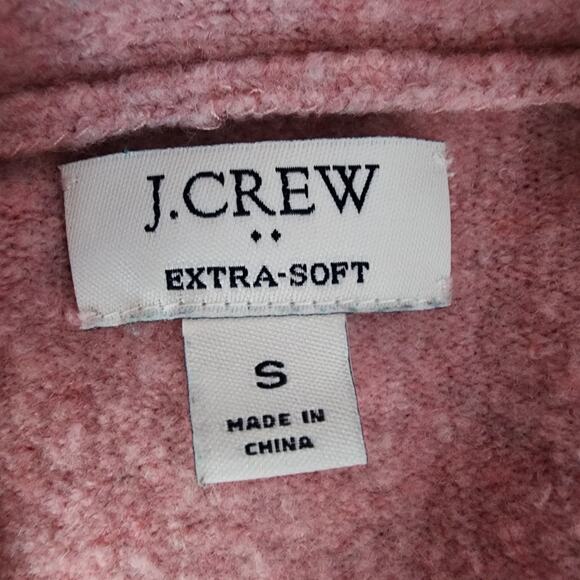 J.CREW
EXTRA-SOFT
S
MADE IN
CHINA